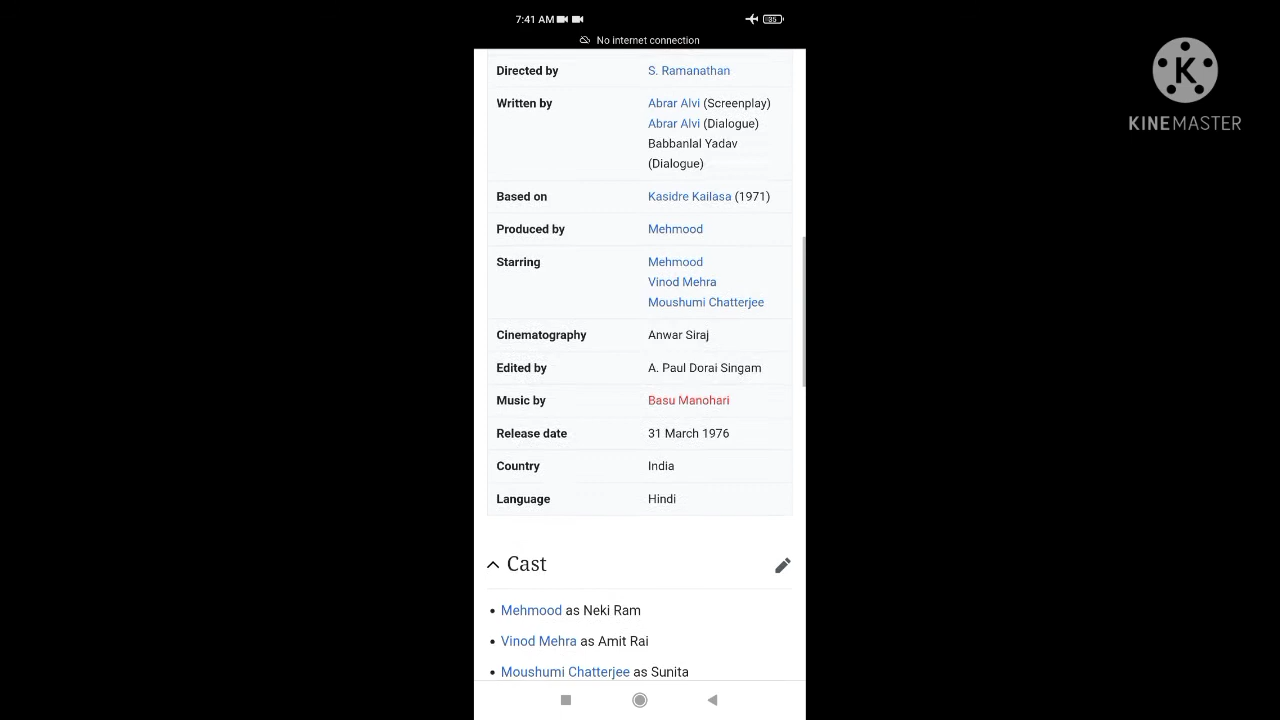 7:41 AM
35
No internet connection
Directed by S. Ramanathan
Written by Abrar Alvi (Screenplay)
Abrar Alvi (Dialogue)
Babbanlal Yadav
(Dialogue)
Based on Kasidre Kailasa (1971)
Produced by Mehmood
Starring Mehmood
Vinod Mehra
Moushumi Chatterjee
Cinematography Anwar Siraj
Edited by A. Paul Dorai Singam
Music by Basu Manohari
Release date 31 March 1976
Country India
Language Hindi
Cast
• Mehmood as Neki Ram
• Vinod Mehra as Amit Rai
• Moushumi Chatterjee as Sunita
K
KINEMASTER